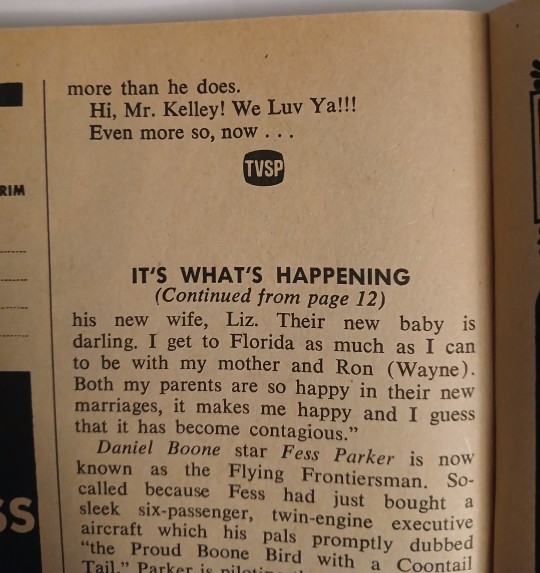 more than he does.
Hi, Mr. Kelley! We Luv Ya!!!
Even more so, now . . .
TVSP
RIM
IT'S WHAT'S HAPPENING
(Continued from page 12)
his new wife, Liz. Their new baby is
darling. I get to Florida as much as I can
to be with my mother and Ron (Wayne).
Both my parents are so happy in their new
marriages, it makes me happy and I guess
that it has become contagious.”
Daniel Boone star Fess Parker is now
known as the Flying Frontiersman. So-
called because Fess had just bought a
sleek six-passenger, twin-engine executive
aircraft which his pals promptly dubbed
“the Proud Boone Bird with a Coontail
Tail.” Parker is
SS